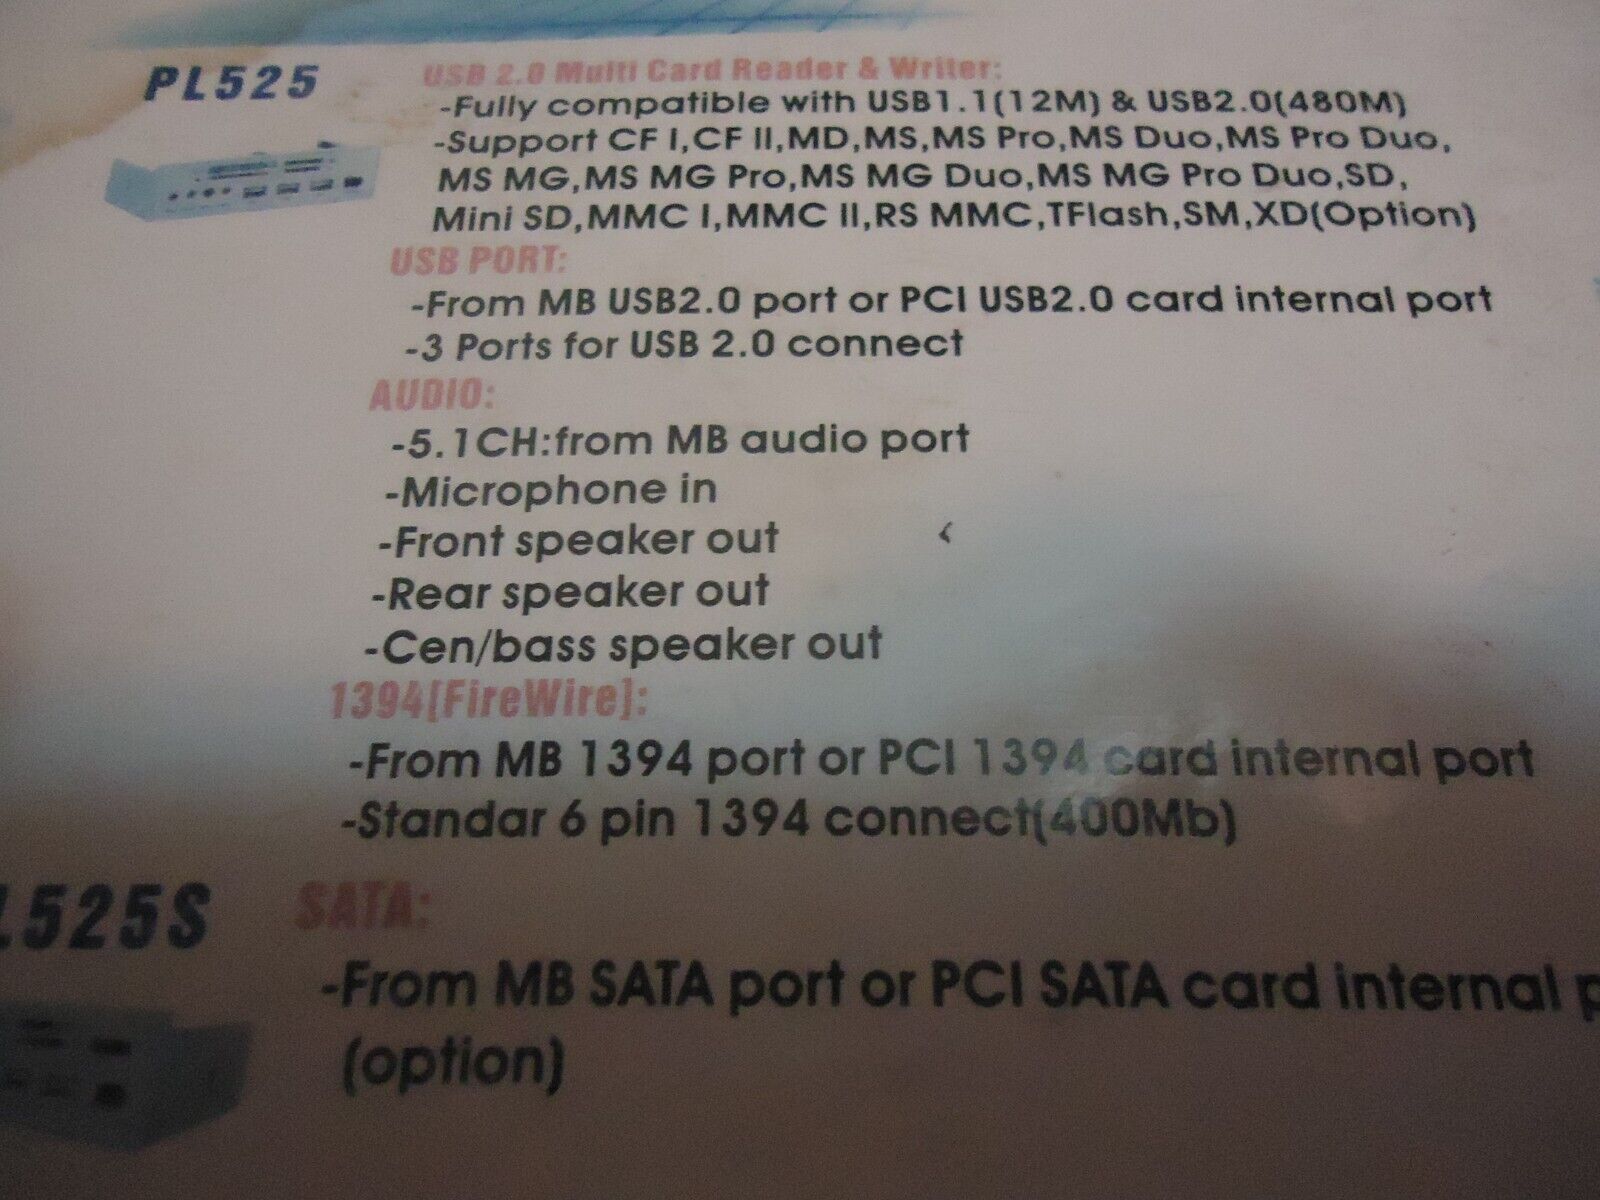 PL525
USB 2.0 Multi Card Reader & Writer:
-Fully compatible with USB1.1(12M) & USB2.0(480M)
-Support CF I,CF II,MD,MS,MS Pro,MS Duo,MS Pro Duo,
MS MG,MS MG Pro,MS MG Duo,MS MG Pro Duo,SD,
Mini SD,MMC I,MMC II,RS MMC,TFlash,SM,XD(Option)
USB PORT:
-From MB USB2.0 port or PCI USB2.0 card internal port
-3 Ports for USB 2.0 connect
AUDIO:
-5.1CH:from MB audio port
-Microphone in
-Front speaker out
-Rear speaker out
-Cen/bass speaker out
1394[FireWire]:
-From MB 1394 port or PCI 1394 card internal port
-Standar 6 pin 1394 connect(400Mb)
L525S
SATA:
-From MB SATA port or PCI SATA card internal p
(option)